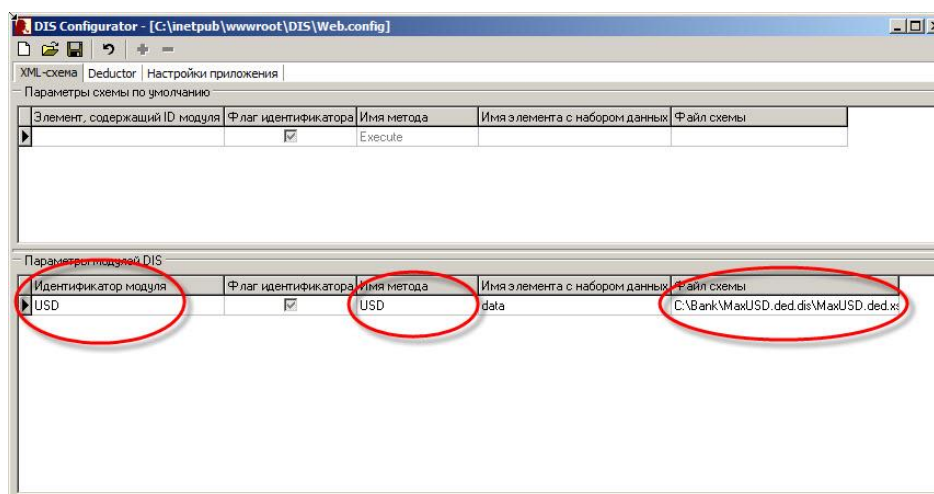 DIS Configurator - [C:\inetpub\wwwroot\DIS\Web.config]
XML-схема Deductor Настройки приложения
Параметры схемы по умолчанию
Элемент, содержащий ID модуля Флаг идентификатора Имя метода Имя элемента с набором данных Файл схемы
Execute
Параметры модулей DIS
Идентификатор модуля Флаг идентификатора Имя метода Имя элемента с набором данных Файл схемы
USD USD data C:\Bank\MaxUSD.ded.dis\MaxUSD.ded.xs